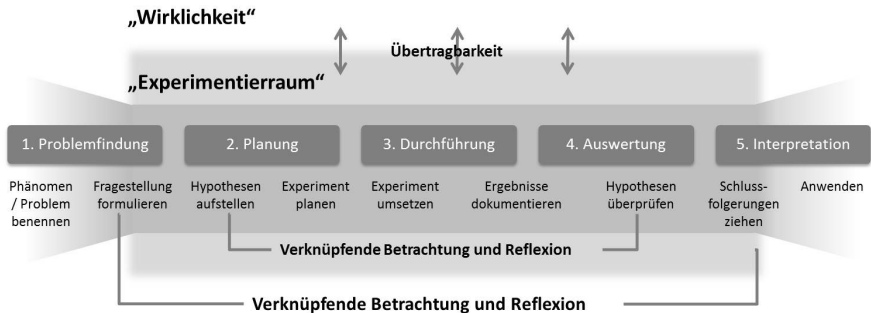 „Wirklichkeit“
Übertragbarkeit
„Experimentierraum“
1. Problemfindung
2. Planung
3. Durchführung
4. Auswertung
5. Interpretation
Phänomen
/ Problem
benennen
Fragestellung
formulieren
Hypothesen
aufstellen
Experiment
planen
Experiment
umsetzen
Ergebnisse
dokumentieren
Hypothesen
überprüfen
Schluss-
folgerungen
ziehen
Anwenden
Verknüpfende Betrachtung und Reflexion
Verknüpfende Betrachtung und Reflexion